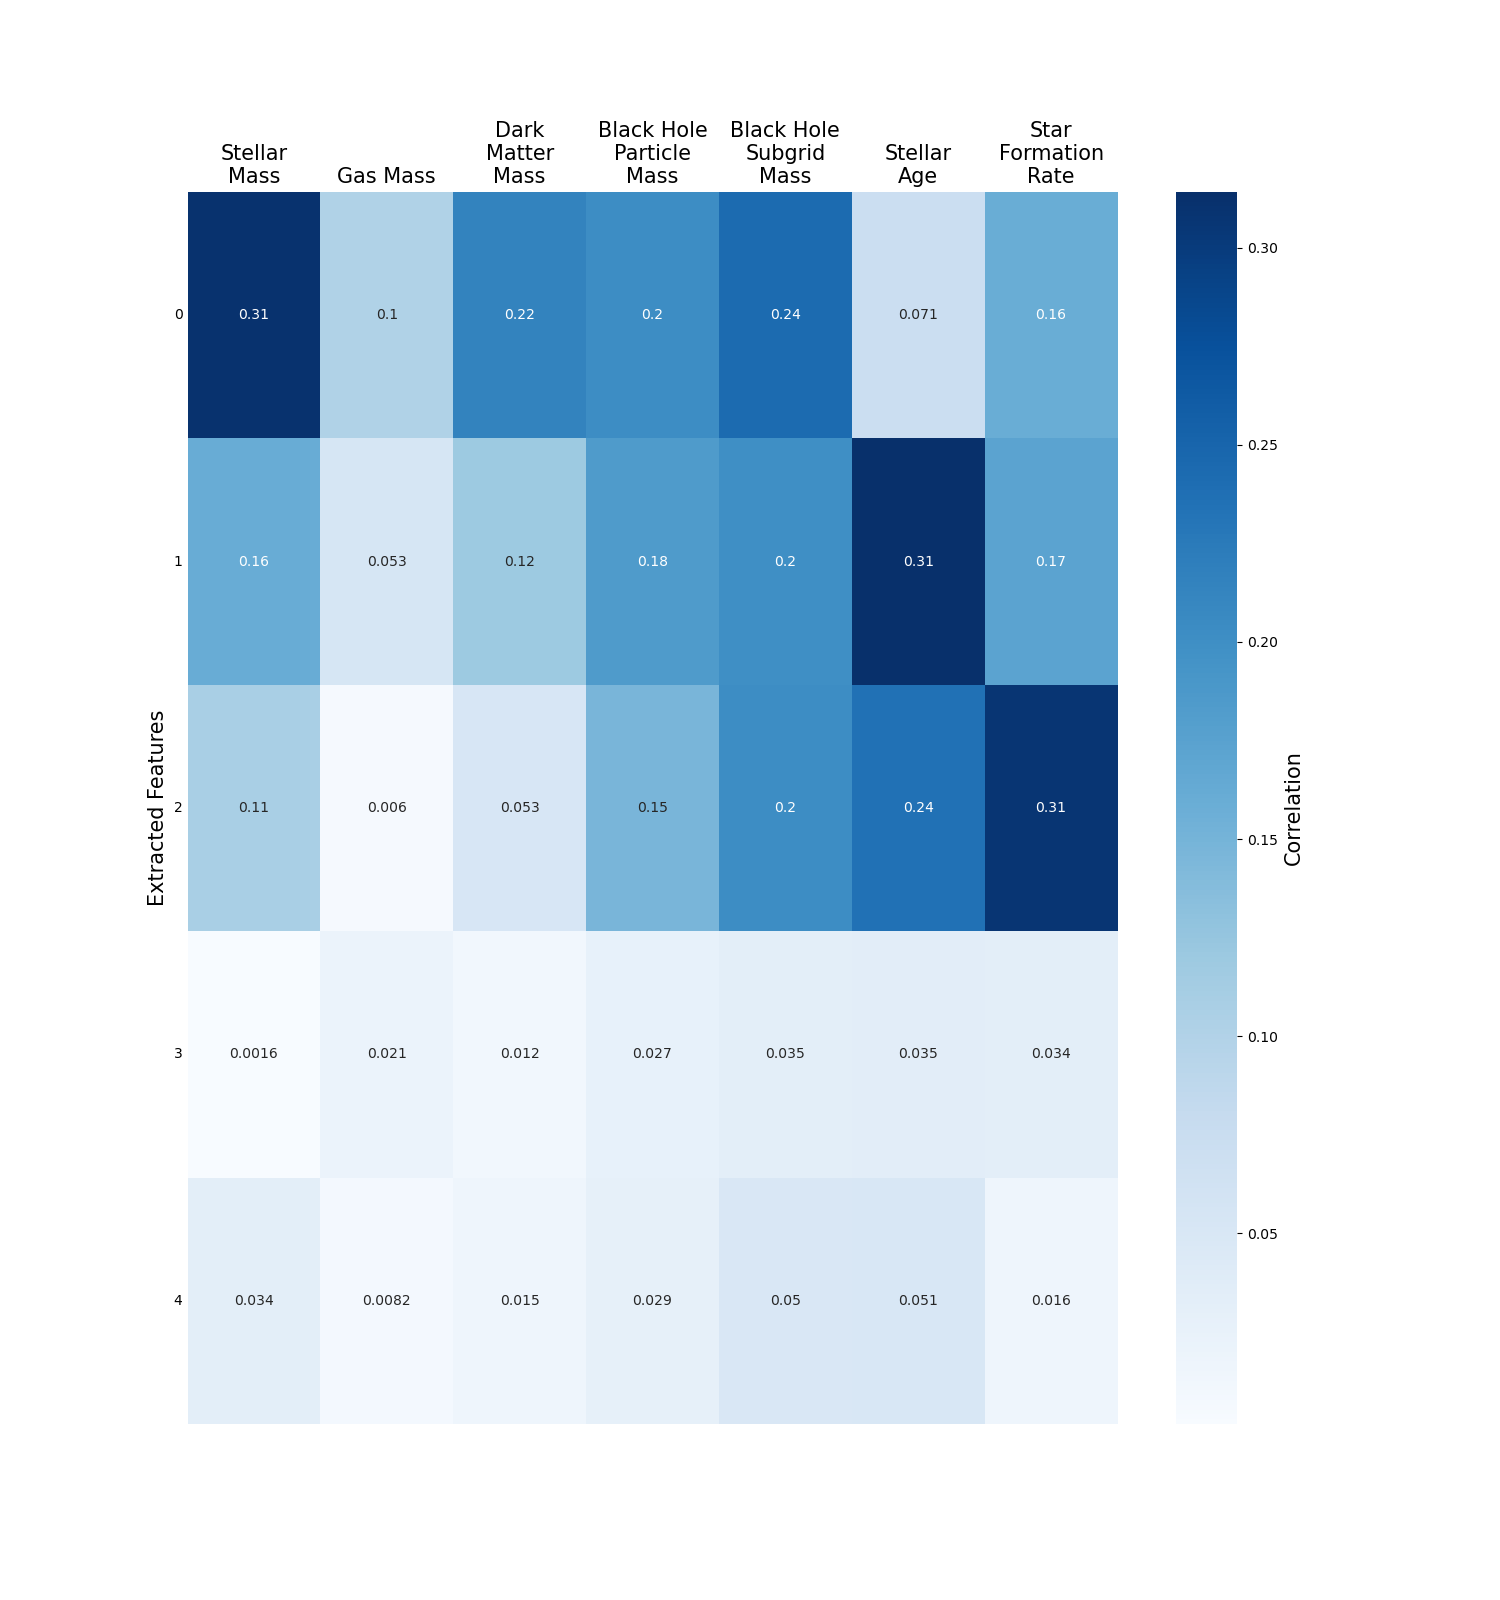 Stellar
Mass
Gas Mass
Dark
Matter
Mass
Black Hole
Particle
Mass
Black Hole
Subgrid
Mass
Stellar
Age
Star
Formation
Rate
0
0.31
0.1
0.22
0.2
0.24
0.071
0.16
1
0.16
0.053
0.12
0.18
0.2
0.31
0.17
2
0.11
0.006
0.053
0.15
0.2
0.24
0.31
3
0.0016
0.021
0.012
0.027
0.035
0.035
0.034
4
0.034
0.0082
0.015
0.029
0.05
0.051
0.016
Extracted Features
0.30
0.25
0.20
0.15
0.10
0.05
Correlation